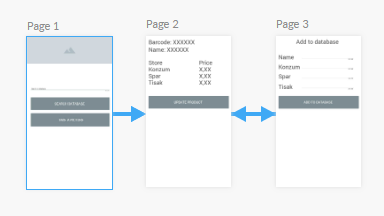 Page 1
Page 2
Barcode: XXXXXX
Name: XXXXXX
Store Price
Konzum X,XX
Spar X,XX
Tisak X,XX
UPDATE PRODUCT
Page 3
Add to database
Name
Konzum
Spar
Tisak
ADD TO DATABASE